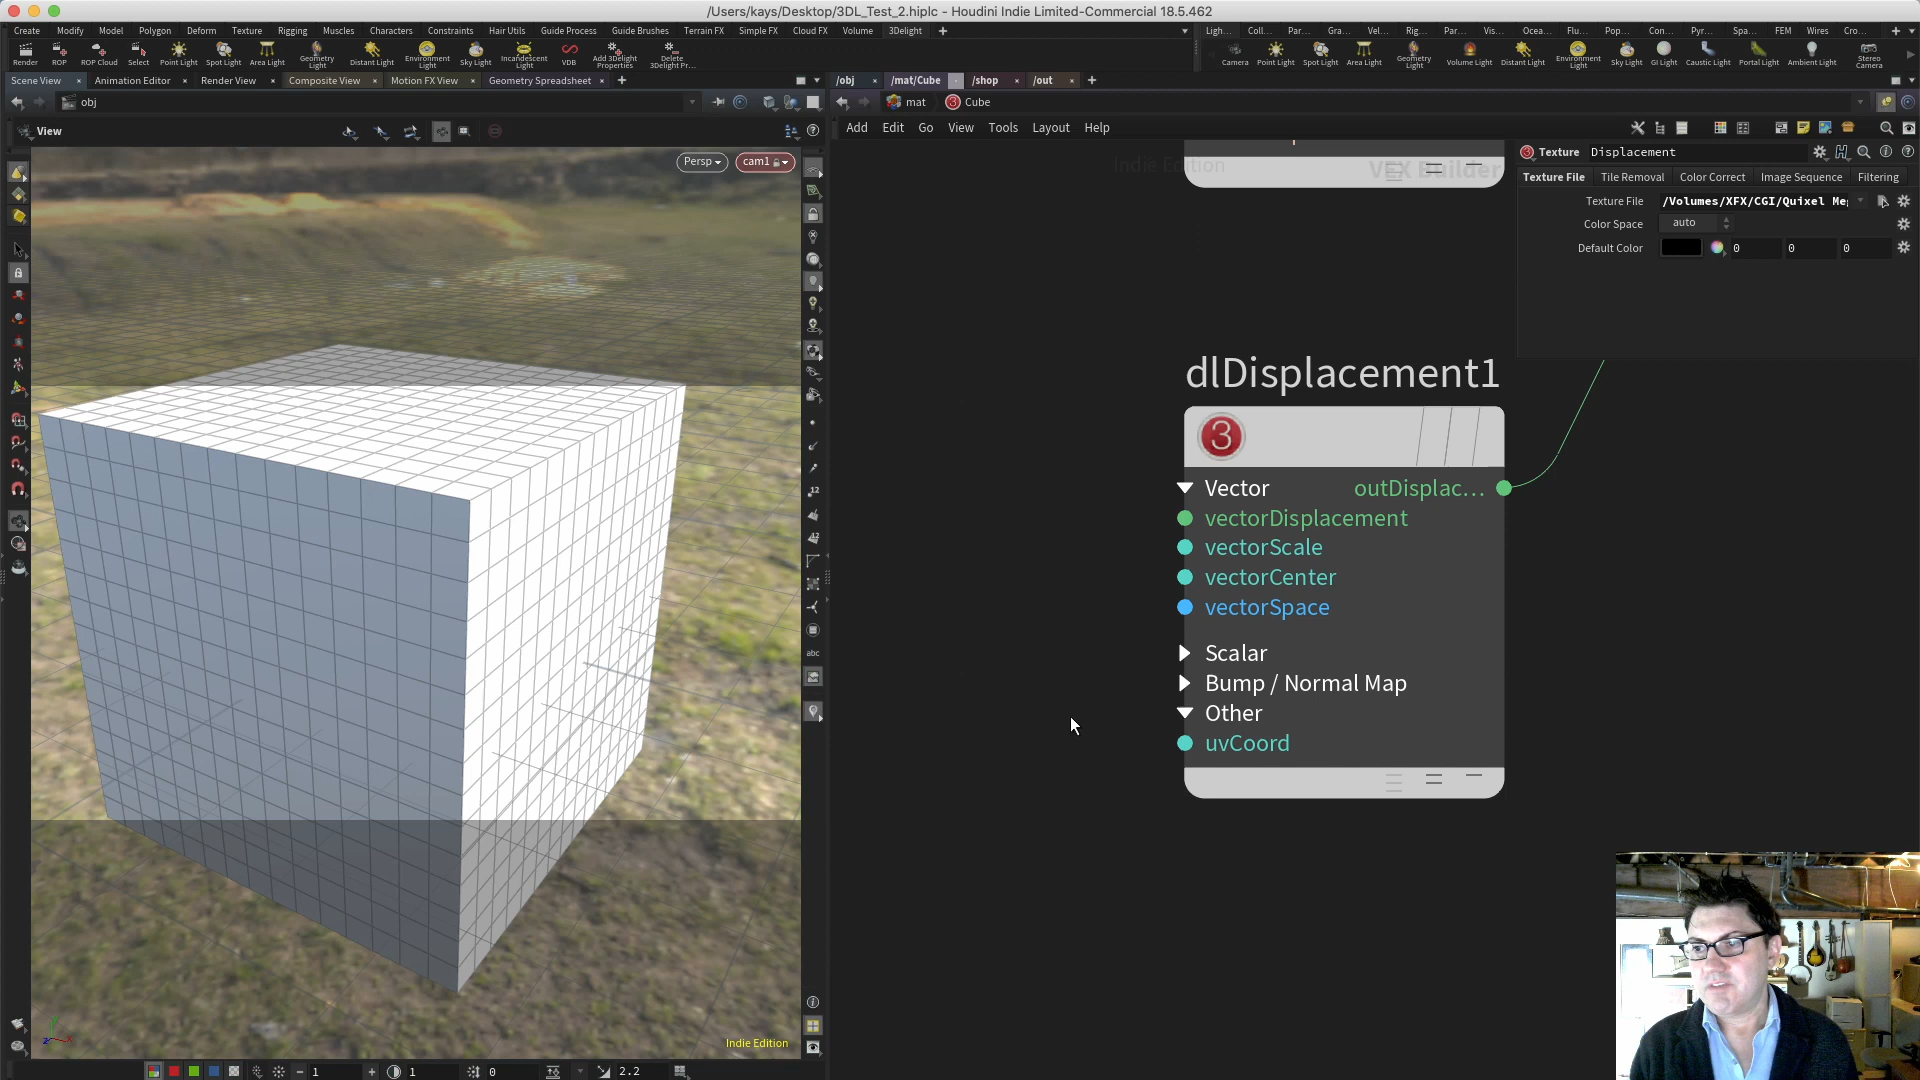 /Users/kays/Desktop/3DL_Test_2.hiplc - Houdini Indie Limited-Commercial 18.5.462
Create Modify Model Polygon Deform Texture Rigging Muscles Characters Constraints Hair Utils Guide Process Guide Brushes Terrain FX Simple FX Cloud FX Volume 3Delight
Ligh... Coll... Par... Gra... Vel... Rig... Par... Vis... Ocea... Flu... Pop... Con... Pyr... Spa... FEM Wires Cro...
Render ROP ROP Cloud Select Point Light Spot Light Area Light Geometry Light Distant Light Environment Light Sky Light Incandescent Light VDB Add 3Delight Properties Delete 3Delight Pr...
Camera Point Light Spot Light Area Light Geometry Light Volume Light Distant Light Environment Light Sky Light GI Light Caustic Light Portal Light Ambient Light Stereo Camera
Scene View Animation Editor Render View Composite View Motion FX View Geometry Spreadsheet
/obj /mat/Cube /shop /out
obj
mat Cube
View
Add Edit Go View Tools Layout Help
Persp cam1
Indie Edition
VEX Builder
Texture Displacement
Texture File Tile Removal Color Correct Image Sequence Filtering
Texture File /Volumes/XFX/CGI/Quixel Me
Color Space auto
Default Color 0 0 0
dlDisplacement1
3
Vector outDisplac...
vectorDisplacement
vectorScale
vectorCenter
vectorSpace
Scalar
Bump / Normal Map
Other
uvCoord
12
abc
Indie Edition
1 1 0 2.2